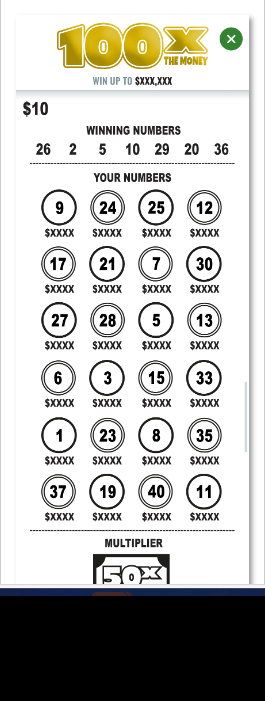 100X
THE MONEY
WIN UP TO $XXX,XXX
$10
WINNING NUMBERS
26 2 5 10 29 20 36
YOUR NUMBERS
9 24 25 12
$XXXX $XXXX $XXXX $XXXX
17 21 7 30
$XXXX $XXXX $XXXX $XXXX
27 28 5 13
$XXXX $XXXX $XXXX $XXXX
6 3 15 33
$XXXX $XXXX $XXXX $XXXX
1 23 8 35
$XXXX $XXXX $XXXX $XXXX
37 19 40 11
$XXXX $XXXX $XXXX $XXXX
MULTIPLIER
50X